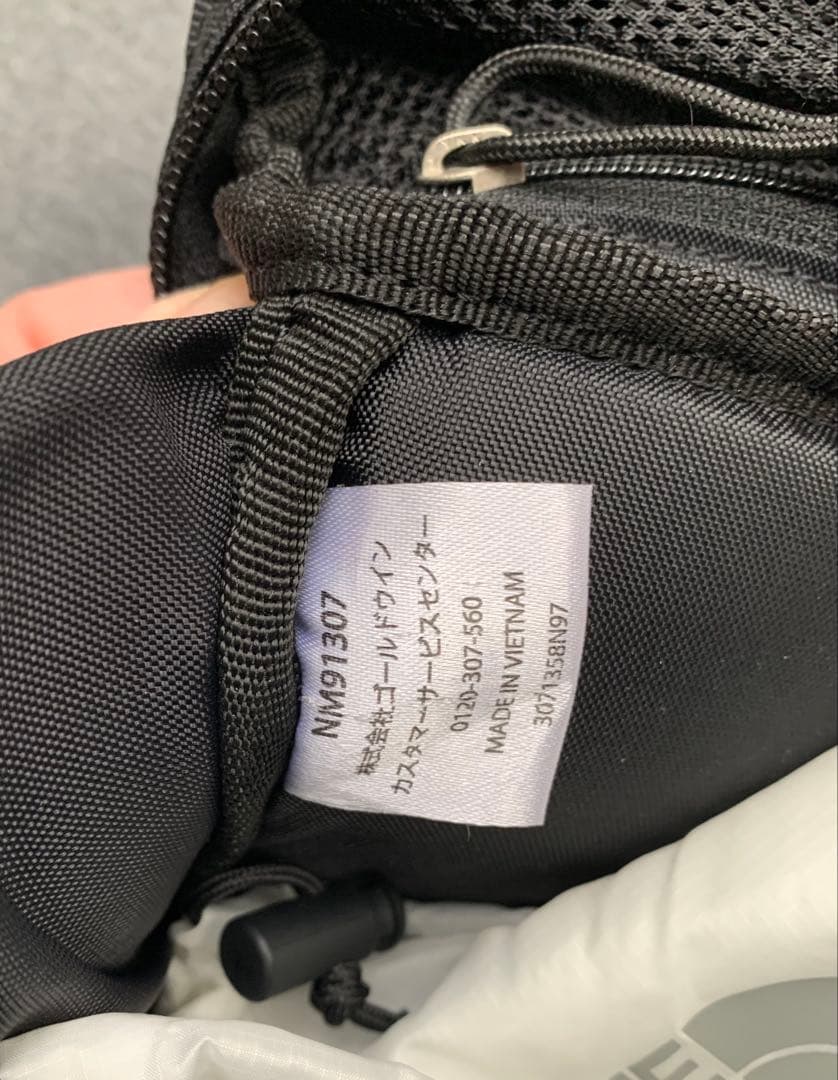 NM91307
株式会社ゴールドウイン
カスタマーサービスセンター
0120-307-560
MADE IN VIETNAM
3071358N97